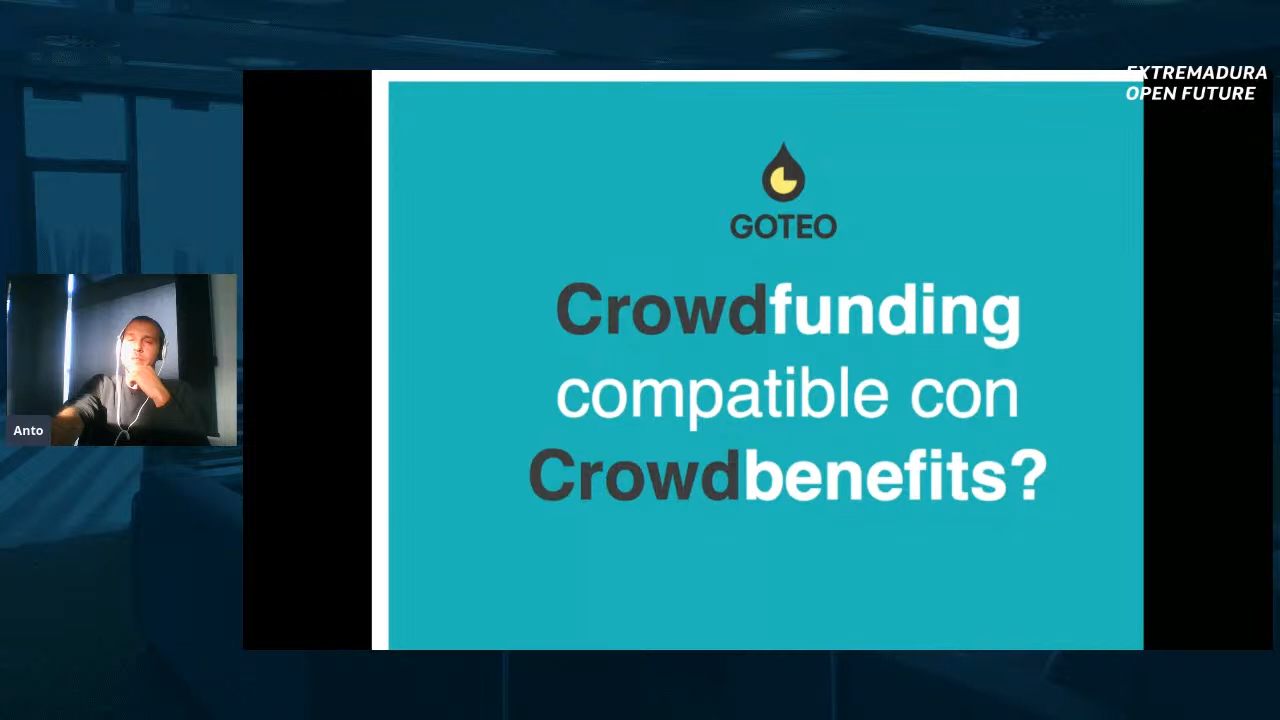 EXTREMADURA
OPEN FUTURE
GOTEO
Crowdfunding
compatible con
Crowdbenefits?
Anto